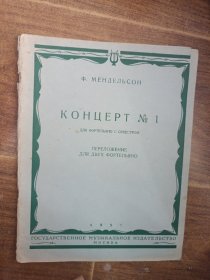 Ф. МЕНДЕЛЬСОН
КОНЦЕРТ № 1
ДЛЯ ФОРТЕПИАНО С ОРКЕСТРОМ
ПЕРЕЛОЖЕНИЕ
ДЛЯ ДВУХ ФОРТЕПИАНО
ГОСУДАРСТВЕННОЕ МУЗЫКАЛЬНОЕ ИЗДАТЕЛЬСТВО
МОСКВА